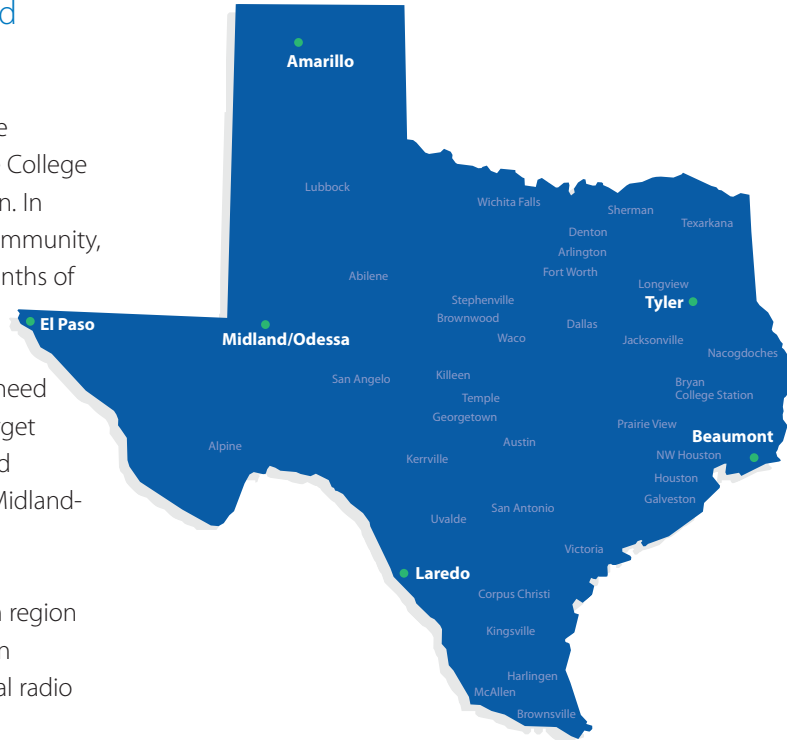 d
e
College
n. In
ommunity,
nths of
need
get
d
Midland-
n region
n
al radio
Amarillo
Lubbock
Wichita Falls
Sherman
Texarkana
Denton
Arlington
Fort Worth
Abilene
Longview
Stephenville
Tyler
Brownwood
Dallas
El Paso
Midland/Odessa
Waco
Jacksonville
Nacogdoches
San Angelo
Killeen
Bryan
College Station
Temple
Georgetown
Prairie View
Austin
Beaumont
Alpine
Kerrville
NW Houston
Houston
Galveston
San Antonio
Uvalde
Victoria
Laredo
Corpus Christi
Kingsville
Harlingen
McAllen
Brownsville